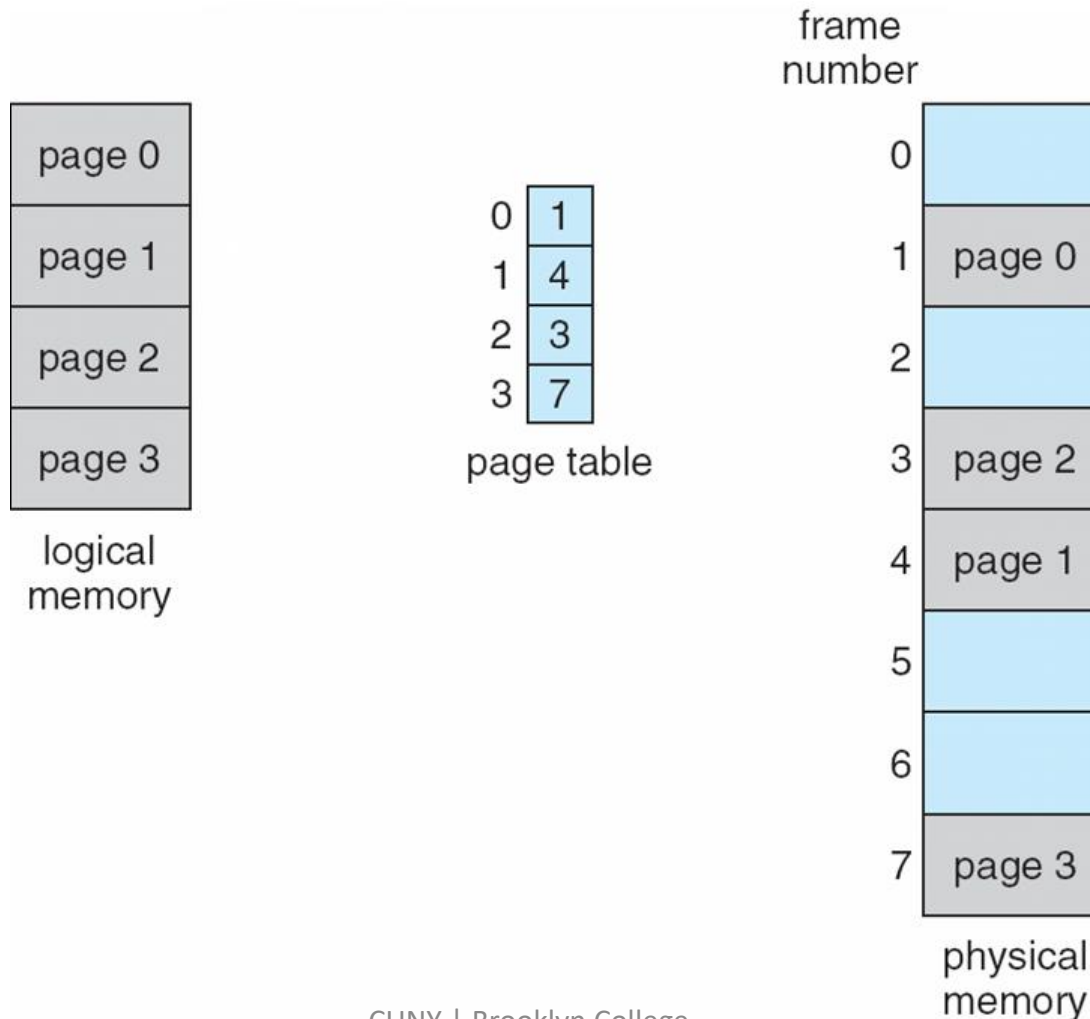 frame
number
page 0
page 1
page 2
page 3
logical
memory
0 1
1 4
2 3
3 7
page table
0
1 page 0
2
3 page 2
4 page 1
5
6
7 page 3
physical
memory
CUNY | Brooklyn College